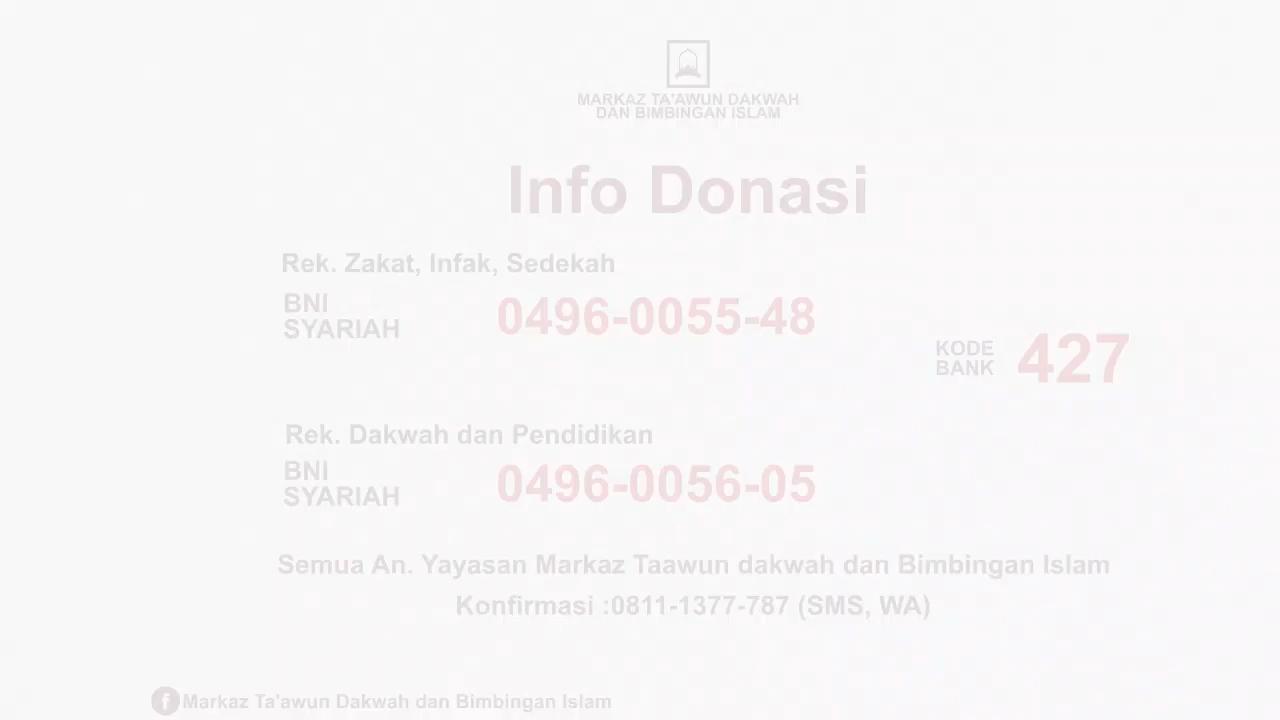 MARKAZ TA'AWUN DAKWAH
DAN BIMBINGAN ISLAM
Info Donasi
Rek. Zakat, Infak, Sedekah
BNI
SYARIAH
0496-0055-48
KODE
BANK
427
Rek. Dakwah dan Pendidikan
BNI
SYARIAH
0496-0056-05
Semua An. Yayasan Markaz Taawun dakwah dan Bimbingan Islam
Konfirmasi :0811-1377-787 (SMS, WA)
f Markaz Ta'awun Dakwah dan Bimbingan Islam